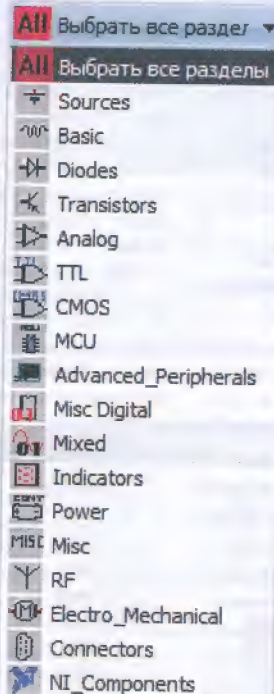 All Выбрать все раздег
All Выбрать все разделы
Sources
Basic
Diodes
Transistors
Analog
TTL
CMOS
MCU
Advanced_Peripherals
Misc Digital
Mixed
Indicators
Power
MISC Misc
RF
Electro_Mechanical
Connectors
NI_Components